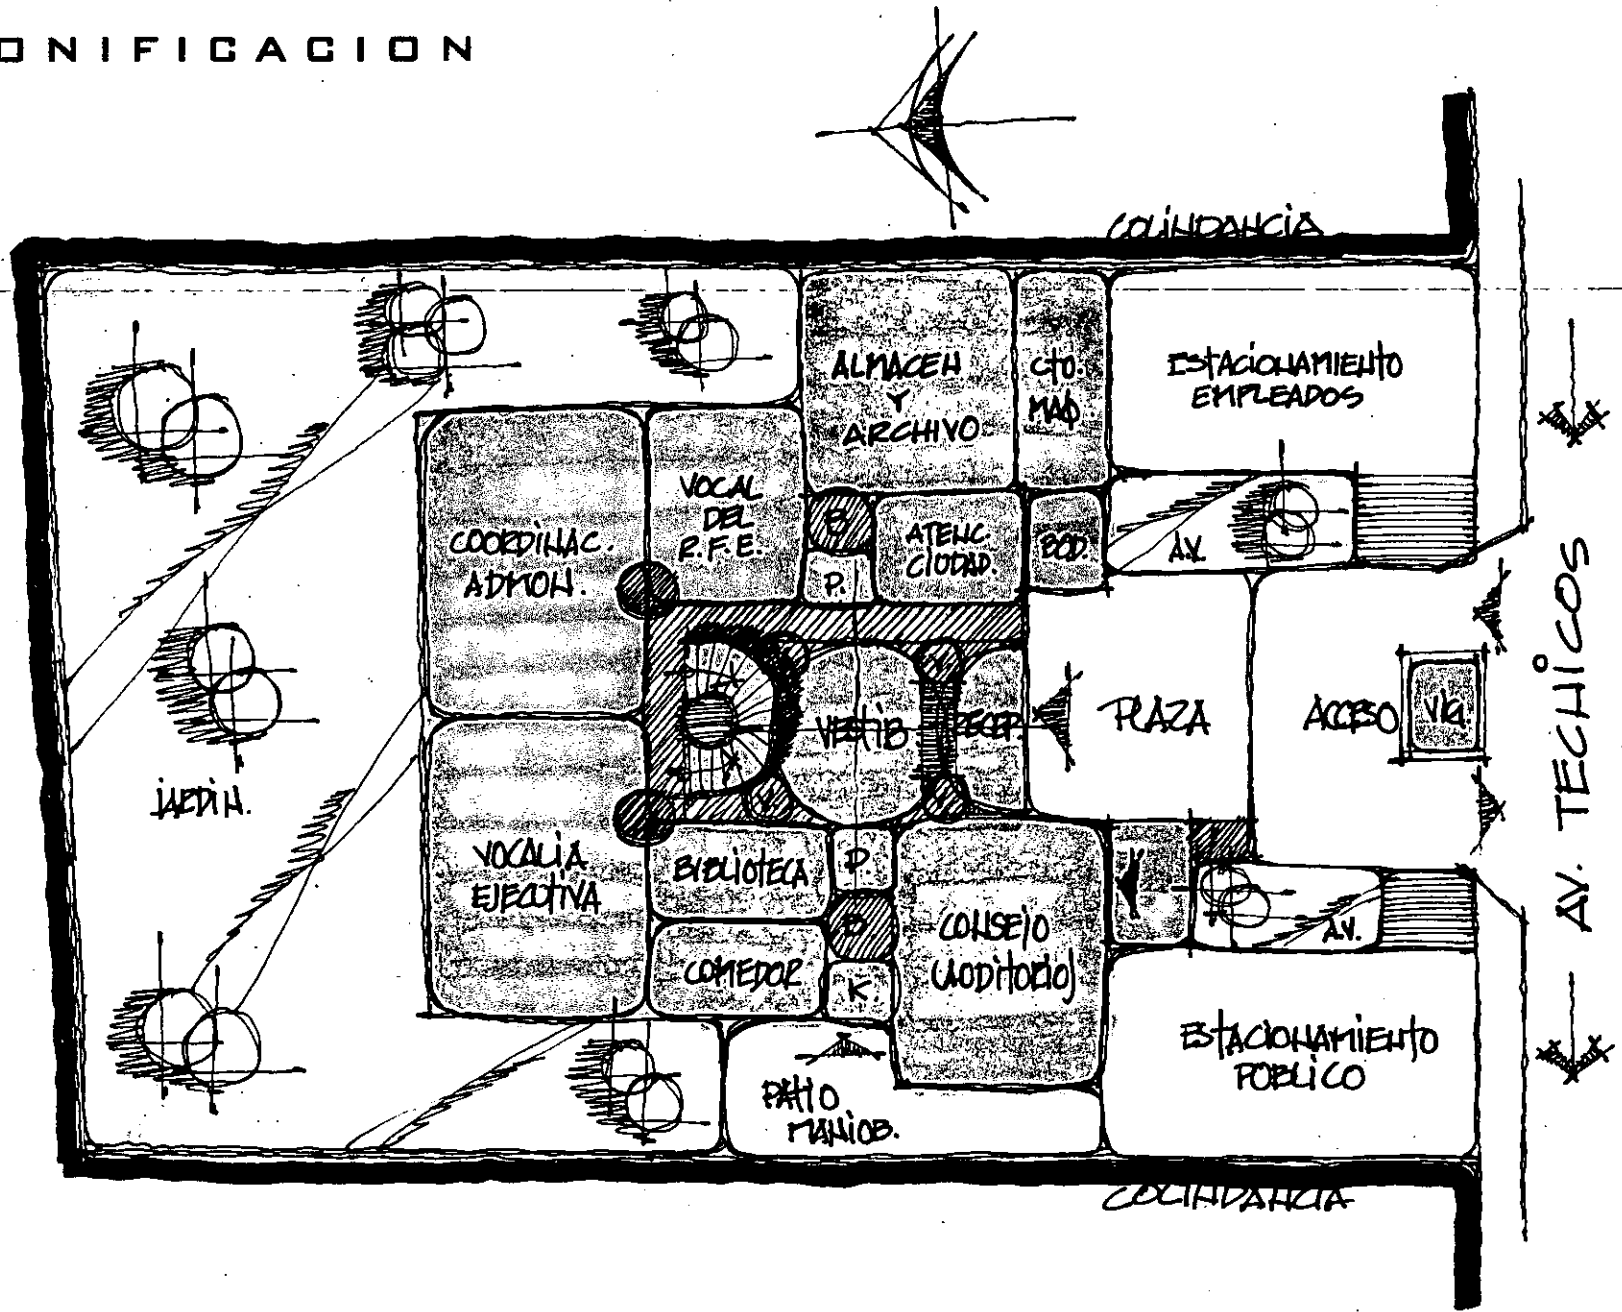 ONIFICACION
COLINDANCIA
ALMACEN
Y
ARCHIVO
CTO.
MAQ
ESTACIONAMIENTO
EMPLEADOS
COORDINAC.
ADMON.
VOCAL
DEL
R.F.E.
B
P.
ATENC.
CIUDAD.
BOD.
A.V.
JARDIN.
VESTIB
RECEP.
PLAZA
ACCESO
VIG
AV. TECNICOS
VOCALIA
EJECUTIVA
BIBLIOTECA
P.
B
COMEDOR
K.
CONSEJO
(AUDITORIO)
A.V.
PATIO
MANIOB.
ESTACIONAMIENTO
PUBLICO
COLINDANCIA